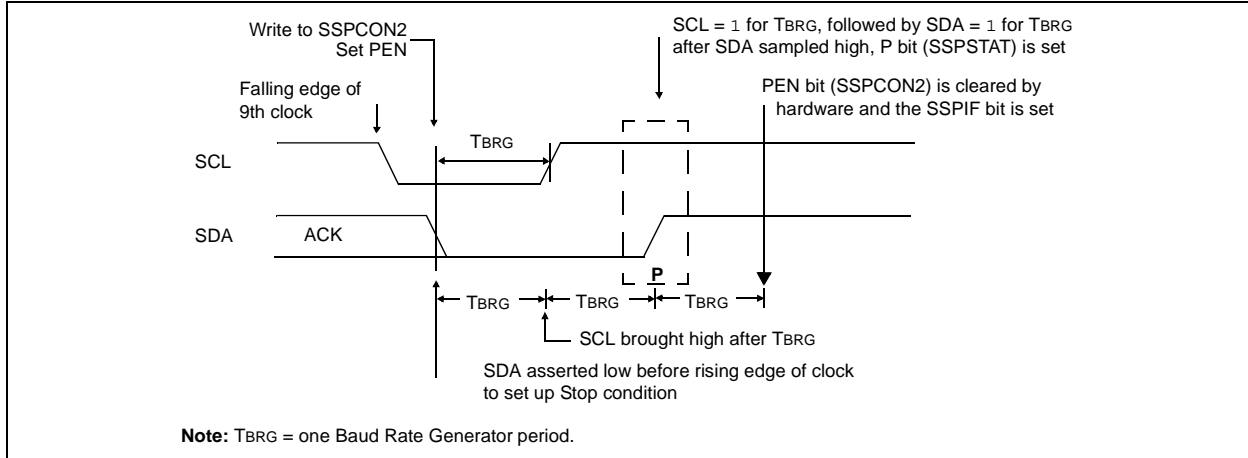 Write to SSPCON2
Set PEN
SCL = 1 for TBRG, followed by SDA = 1 for TBRG
after SDA sampled high, P bit (SSPSTAT) is set
Falling edge of
9th clock
PEN bit (SSPCON2) is cleared by
hardware and the SSPIF bit is set
TBRG
SCL
SDA
ACK
P
TBRG
TBRG
TBRG
SCL brought high after TBRG
SDA asserted low before rising edge of clock
to set up Stop condition
Note: TBRG = one Baud Rate Generator period.